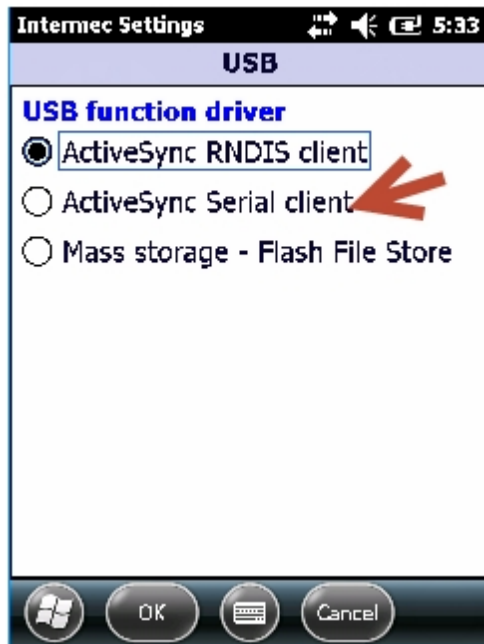 Intermec Settings 5:33
USB
USB function driver
ActiveSync RNDIS client
ActiveSync Serial client
Mass storage - Flash File Store
OK Cancel